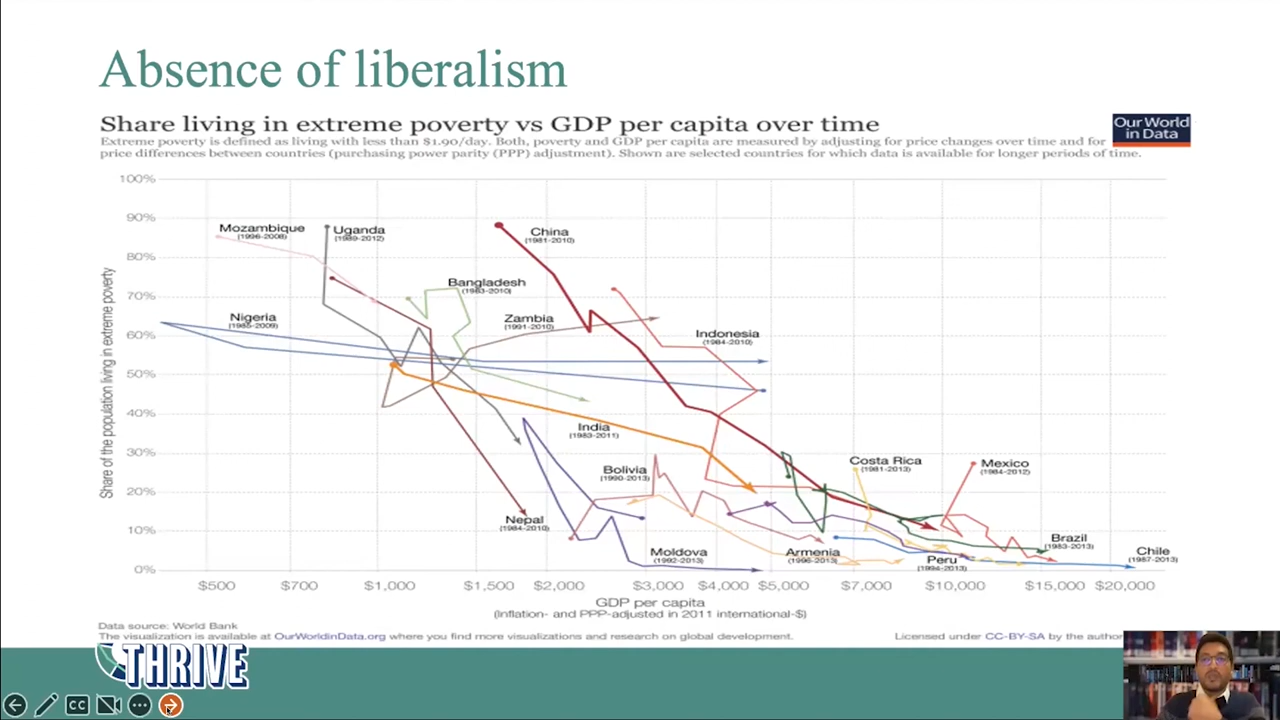 Absence of liberalism
Share living in extreme poverty vs GDP per capita over time
Our World
in Data
Extreme poverty is defined as living with less than $1.90/day. Both, poverty and GDP per capita are measured by adjusting for price changes over time and for
price differences between countries (purchasing power parity (PPP) adjustment). Shown are selected countries for which data is available for longer periods of time.
Share of the population living in extreme poverty
100%
90%
80%
70%
60%
50%
40%
30%
20%
10%
0%
Mozambique
(1996-2008)
Uganda
(1989-2012)
China
(1981-2010)
Bangladesh
(1983-2010)
Nigeria
(1985-2009)
Zambia
(1991-2010)
Indonesia
(1984-2010)
India
(1983-2011)
Bolivia
(1990-2013)
Costa Rica
(1981-2013)
Mexico
(1984-2012)
Nepal
(1984-2010)
Moldova
(1992-2013)
Armenia
(1996-2013)
Peru
(1994-2013)
Brazil
(1983-2013)
Chile
(1987-2013)
$500
$700
$1,000
$1,500
$2,000
$3,000
$4,000
$5,000
$7,000
$10,000
$15,000
$20,000
GDP per capita
(Inflation- and PPP-adjusted in 2011 international-$)
Data source: World Bank
The visualization is available at OurWorldinData.org where you find more visualizations and research on global development.
Licensed under CC-BY-SA by the author
THRIVE
CC